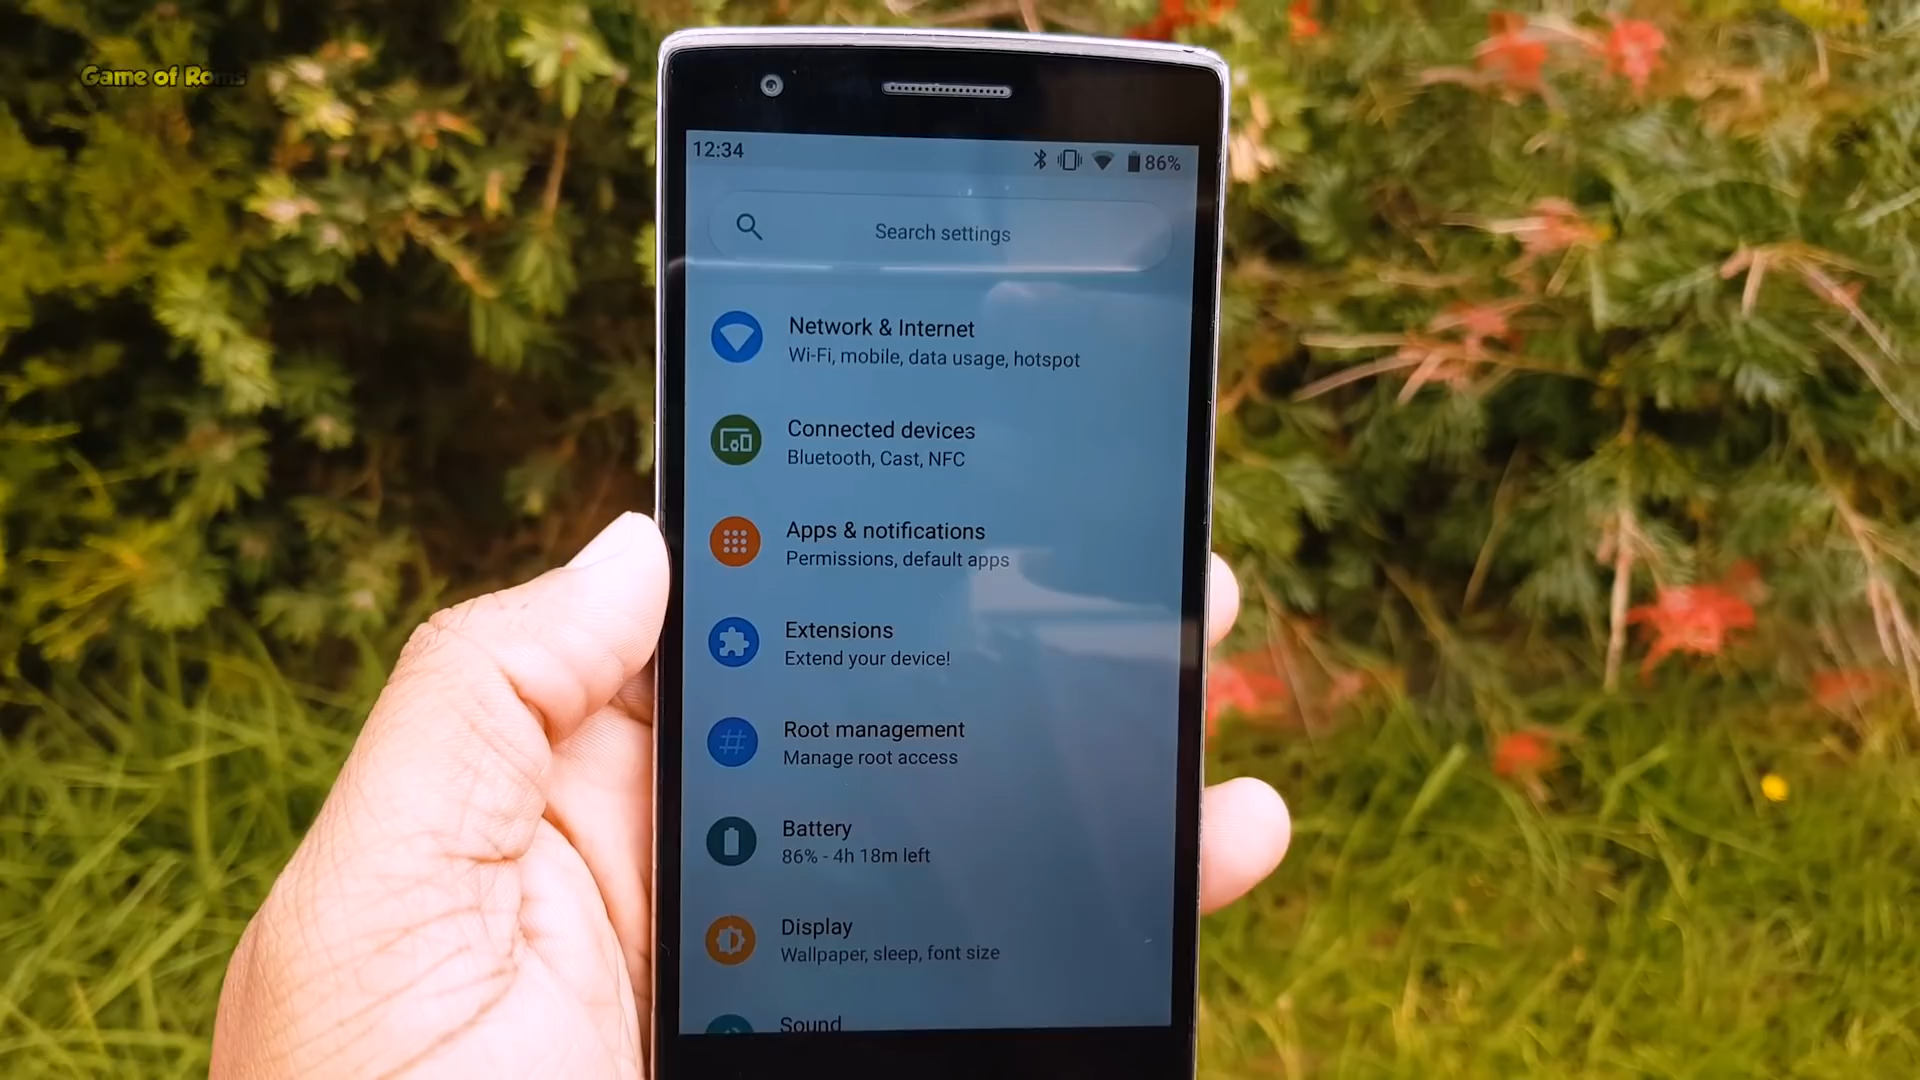 Game of Roms
12:34
86%
Search settings
Network & Internet
Wi-Fi, mobile, data usage, hotspot
Connected devices
Bluetooth, Cast, NFC
Apps & notifications
Permissions, default apps
Extensions
Extend your device!
Root management
Manage root access
Battery
86% - 4h 18m left
Display
Wallpaper, sleep, font size
Sound